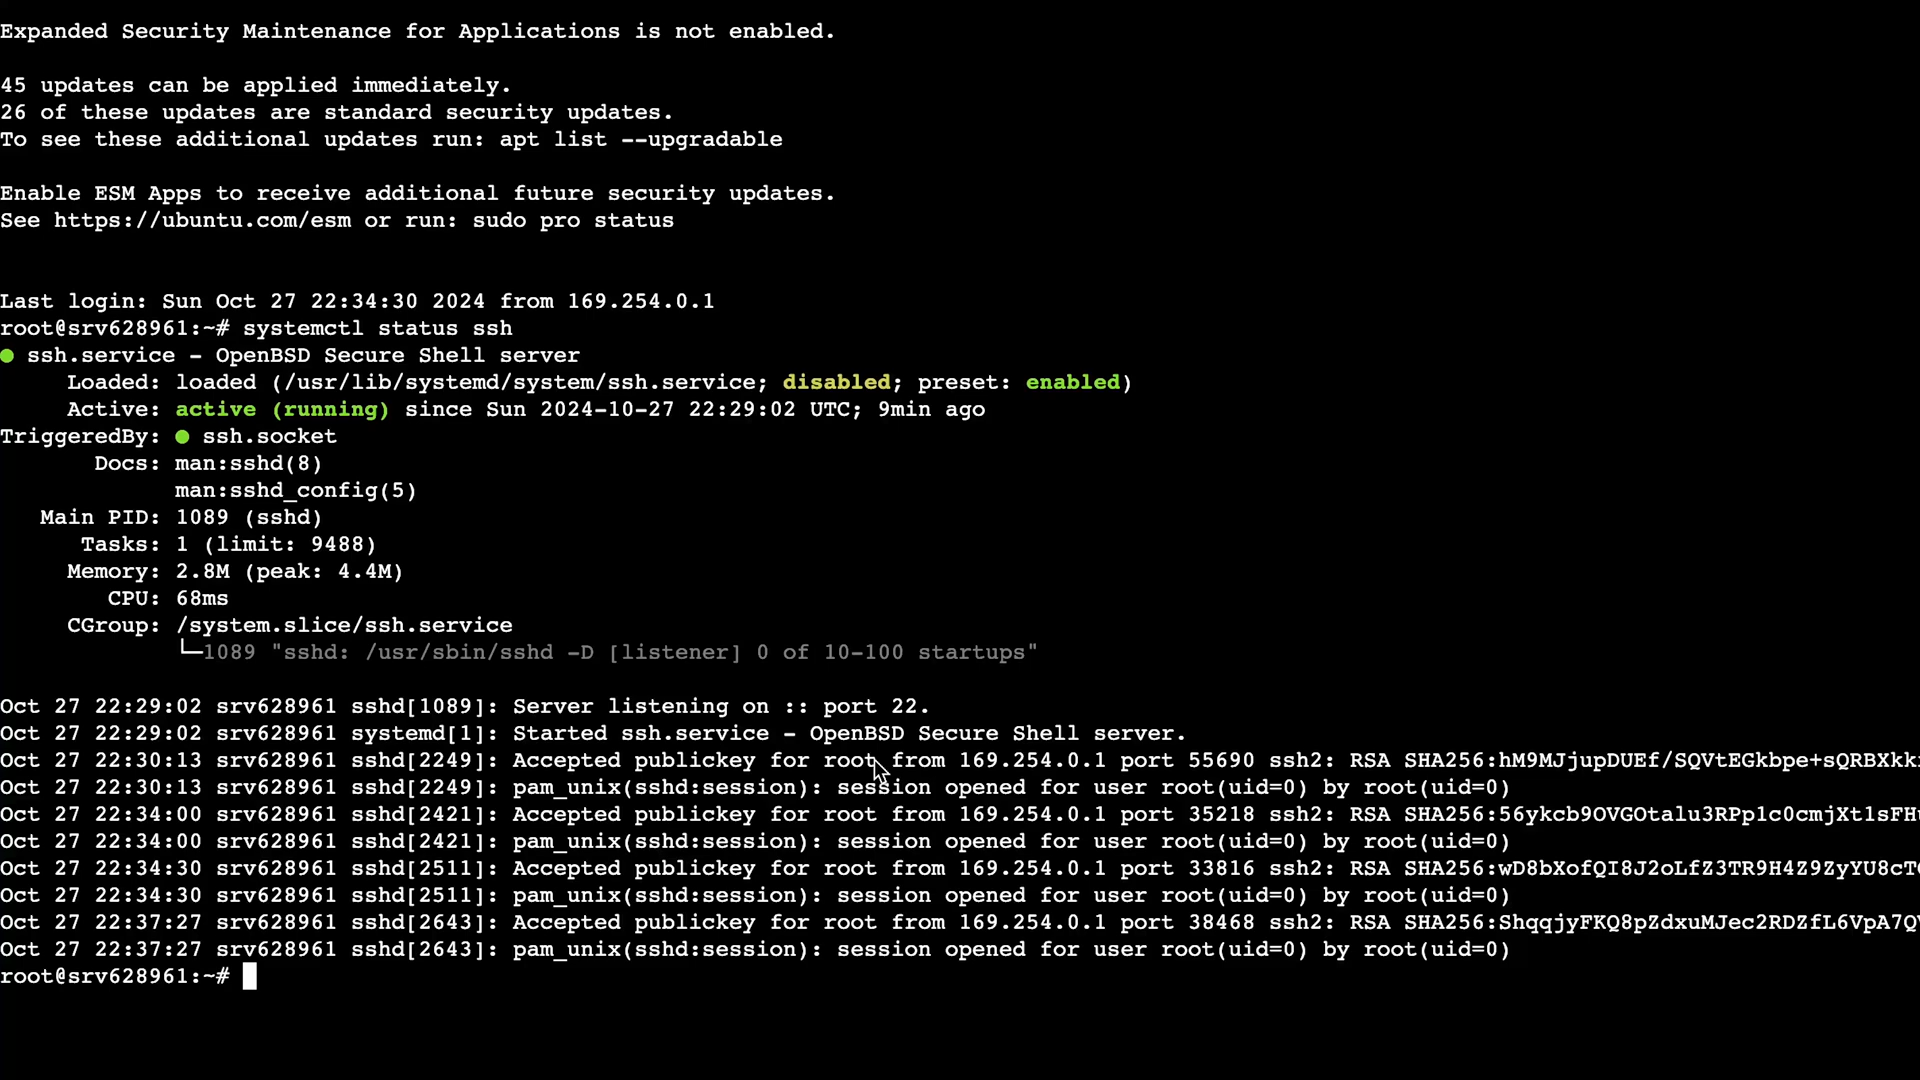 Expanded Security Maintenance for Applications is not enabled.
45 updates can be applied immediately.
26 of these updates are standard security updates.
To see these additional updates run: apt list --upgradable
Enable ESM Apps to receive additional future security updates.
See https://ubuntu.com/esm or run: sudo pro status
Last login: Sun Oct 27 22:34:30 2024 from 169.254.0.1
root@srv628961:~# systemctl status ssh
● ssh.service - OpenBSD Secure Shell server
Loaded: loaded (/usr/lib/systemd/system/ssh.service; disabled; preset: enabled)
Active: active (running) since Sun 2024-10-27 22:29:02 UTC; 9min ago
TriggeredBy: ● ssh.socket
Docs: man:sshd(8)
man:sshd_config(5)
Main PID: 1089 (sshd)
Tasks: 1 (limit: 9488)
Memory: 2.8M (peak: 4.4M)
CPU: 68ms
CGroup: /system.slice/ssh.service
└─1089 "sshd: /usr/sbin/sshd -D [listener] 0 of 10-100 startups"
Oct 27 22:29:02 srv628961 sshd[1089]: Server listening on :: port 22.
Oct 27 22:29:02 srv628961 systemd[1]: Started ssh.service - OpenBSD Secure Shell server.
Oct 27 22:30:13 srv628961 sshd[2249]: Accepted publickey for root from 169.254.0.1 port 55690 ssh2: RSA SHA256:hM9MJjupDUEf/SQVtEGkbpe+sQRBXkk
Oct 27 22:30:13 srv628961 sshd[2249]: pam_unix(sshd:session): session opened for user root(uid=0) by root(uid=0)
Oct 27 22:34:00 srv628961 sshd[2421]: Accepted publickey for root from 169.254.0.1 port 35218 ssh2: RSA SHA256:56ykcb9OVGOtalu3RPp1c0cmjXt1sFH
Oct 27 22:34:00 srv628961 sshd[2421]: pam_unix(sshd:session): session opened for user root(uid=0) by root(uid=0)
Oct 27 22:34:30 srv628961 sshd[2511]: Accepted publickey for root from 169.254.0.1 port 33816 ssh2: RSA SHA256:wD8bXofQI8J2oLfZ3TR9H4Z9ZyYU8cT
Oct 27 22:34:30 srv628961 sshd[2511]: pam_unix(sshd:session): session opened for user root(uid=0) by root(uid=0)
Oct 27 22:37:27 srv628961 sshd[2643]: Accepted publickey for root from 169.254.0.1 port 38468 ssh2: RSA SHA256:ShqqjyFKQ8pZdxuMJec2RDZfL6VpA7Q
Oct 27 22:37:27 srv628961 sshd[2643]: pam_unix(sshd:session): session opened for user root(uid=0) by root(uid=0)
root@srv628961:~#